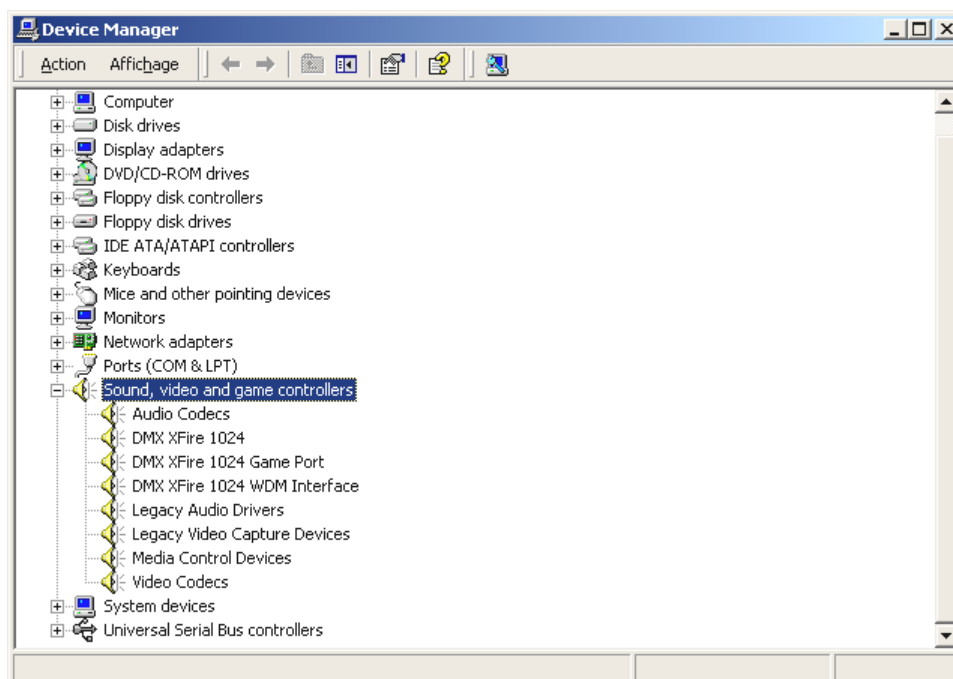 Device Manager
Action Affichage
Computer
Disk drives
Display adapters
DVD/CD-ROM drives
Floppy disk controllers
Floppy disk drives
IDE ATA/ATAPI controllers
Keyboards
Mice and other pointing devices
Monitors
Network adapters
Ports (COM & LPT)
Sound, video and game controllers
Audio Codecs
DMX XFire 1024
DMX XFire 1024 Game Port
DMX XFire 1024 WDM Interface
Legacy Audio Drivers
Legacy Video Capture Devices
Media Control Devices
Video Codecs
System devices
Universal Serial Bus controllers